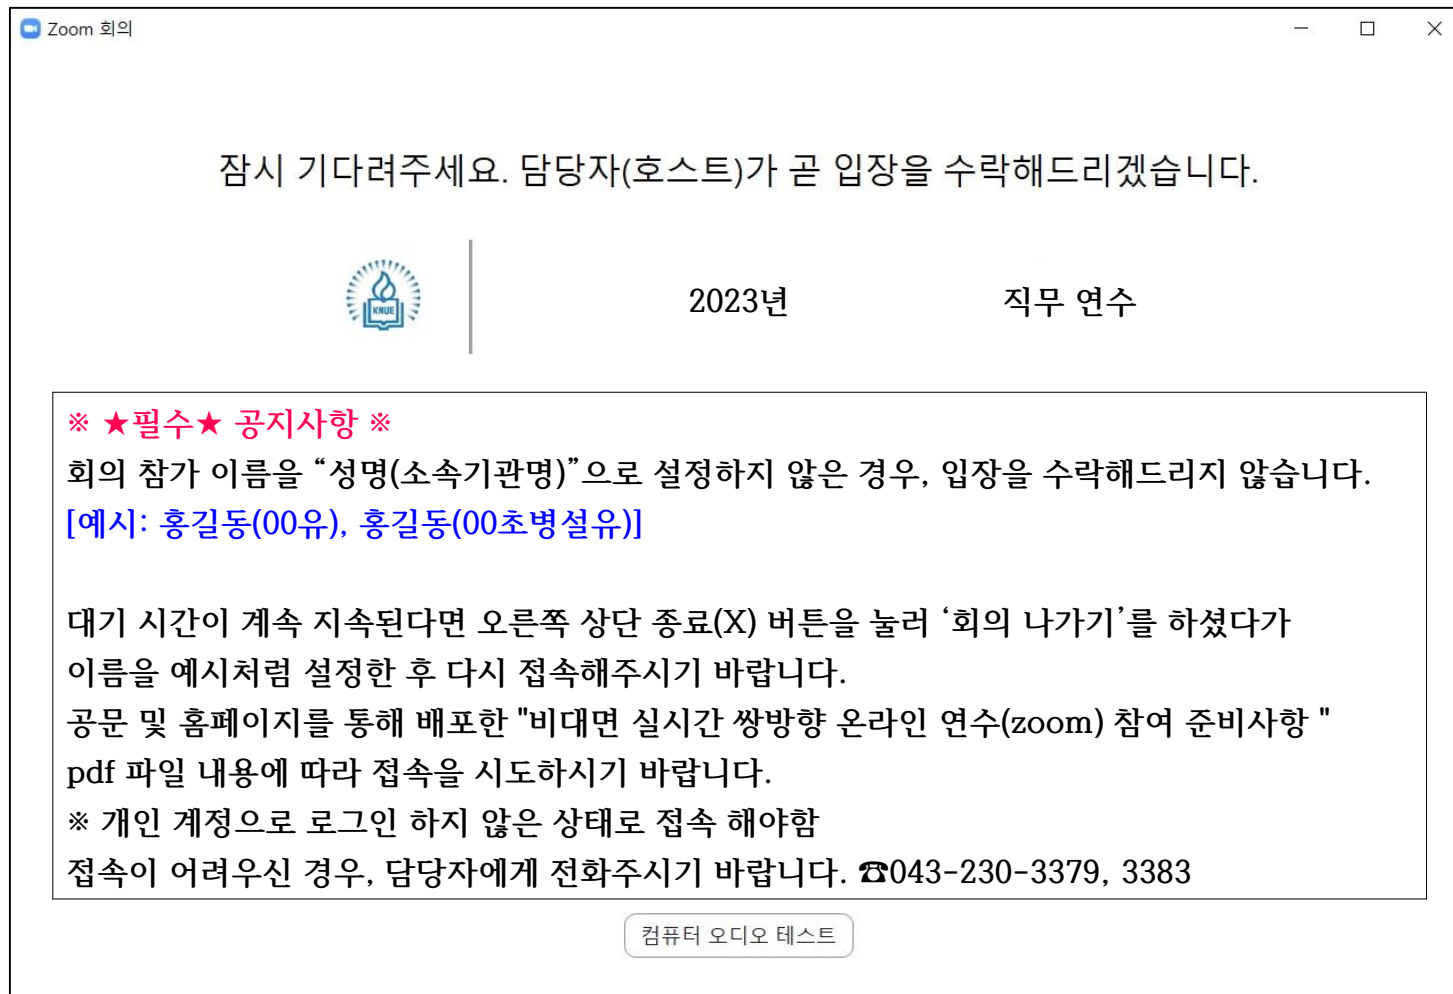 Zoom 회의
잠시 기다려주세요. 담당자(호스트)가 곧 입장을 수락해드리겠습니다.
KNUE
2023년 직무 연수
※ ★필수★ 공지사항 ※
회의 참가 이름을 “성명(소속기관명)”으로 설정하지 않은 경우, 입장을 수락해드리지 않습니다.
[예시: 홍길동(00유), 홍길동(00초병설유)]
대기 시간이 계속 지속된다면 오른쪽 상단 종료(X) 버튼을 눌러 ‘회의 나가기’를 하셨다가
이름을 예시처럼 설정한 후 다시 접속해주시기 바랍니다.
공문 및 홈페이지를 통해 배포한 "비대면 실시간 쌍방향 온라인 연수(zoom) 참여 준비사항 "
pdf 파일 내용에 따라 접속을 시도하시기 바랍니다.
※ 개인 계정으로 로그인 하지 않은 상태로 접속 해야함
접속이 어려우신 경우, 담당자에게 전화주시기 바랍니다. ☎043-230-3379, 3383
컴퓨터 오디오 테스트